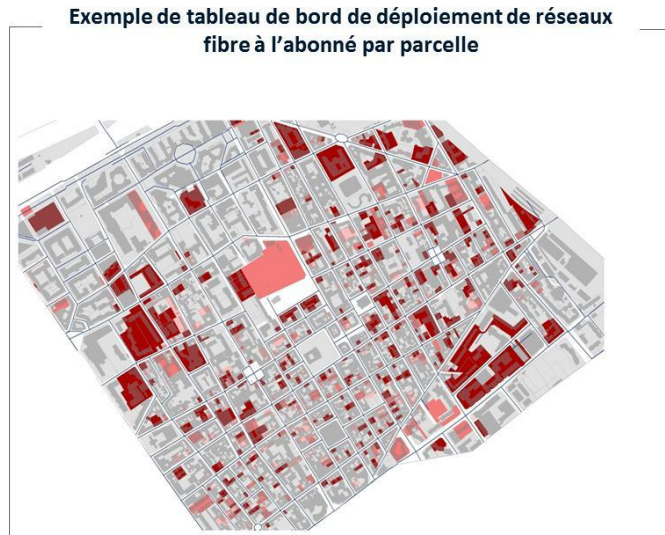 Exemple de tableau de bord de déploiement de réseaux
fibre à l’abonné par parcelle